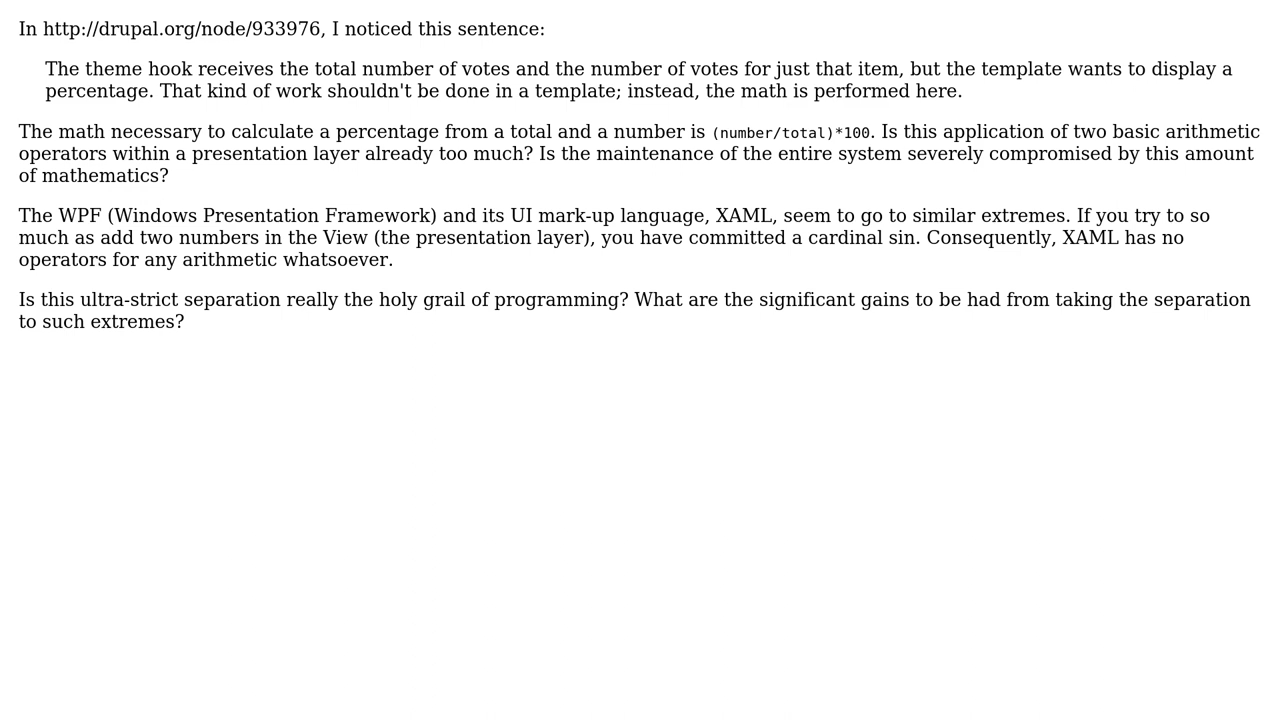 In http://drupal.org/node/933976, I noticed this sentence:
The theme hook receives the total number of votes and the number of votes for just that item, but the template wants to display a
percentage. That kind of work shouldn't be done in a template; instead, the math is performed here.
The math necessary to calculate a percentage from a total and a number is (number/total)*100. Is this application of two basic arithmetic
operators within a presentation layer already too much? Is the maintenance of the entire system severely compromised by this amount
of mathematics?
The WPF (Windows Presentation Framework) and its UI mark-up language, XAML, seem to go to similar extremes. If you try to so
much as add two numbers in the View (the presentation layer), you have committed a cardinal sin. Consequently, XAML has no
operators for any arithmetic whatsoever.
Is this ultra-strict separation really the holy grail of programming? What are the significant gains to be had from taking the separation
to such extremes?